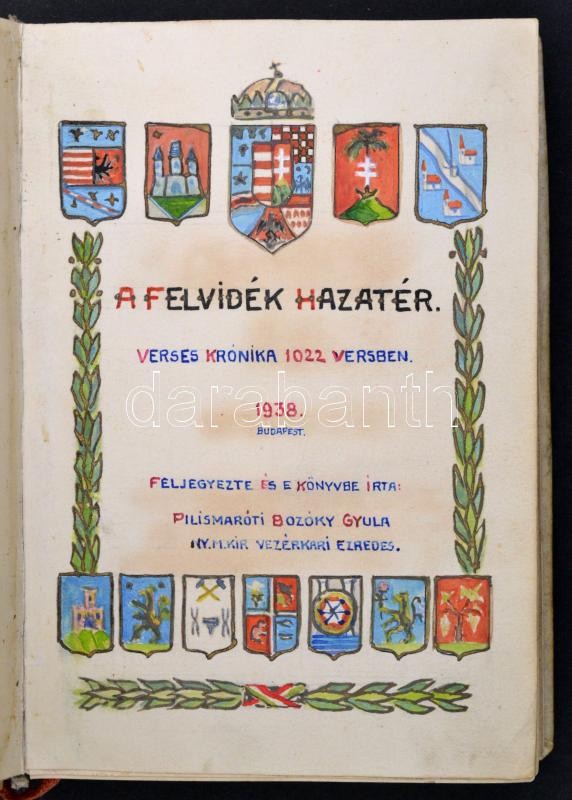 A FELVIDÉK HAZATÉR.
VERSES KRÓNIKA 1022 VERSBEN.
darabanth
1938.
BUDAPEST.
FELJEGYEZTE ÉS E KÖNYVBE ÍRTA:
PILISMARÓTI BOZÓKY GYULA
NY.M.KIR VEZÉRKARI EZREDES.